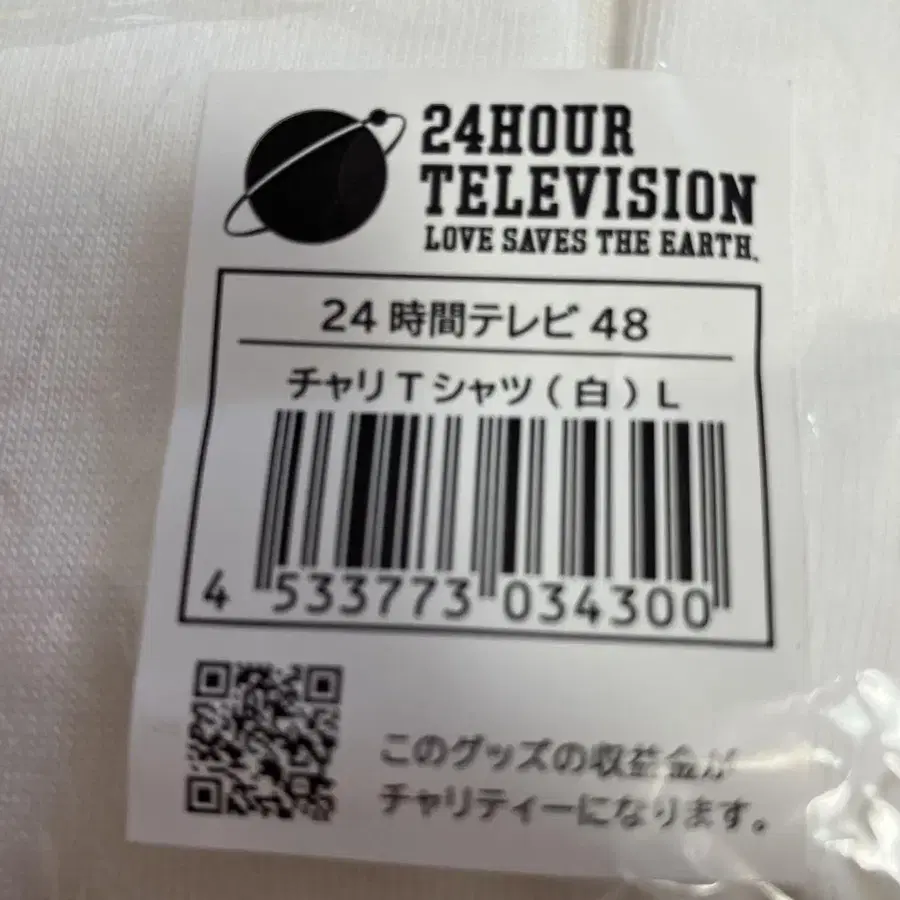 24HOUR
TELEVISION
LOVE SAVES THE EARTH.
24時間テレビ 48
チャリTシャツ(白)L
4 533773 034300
このグッズの収益金が
チャリティーになります。